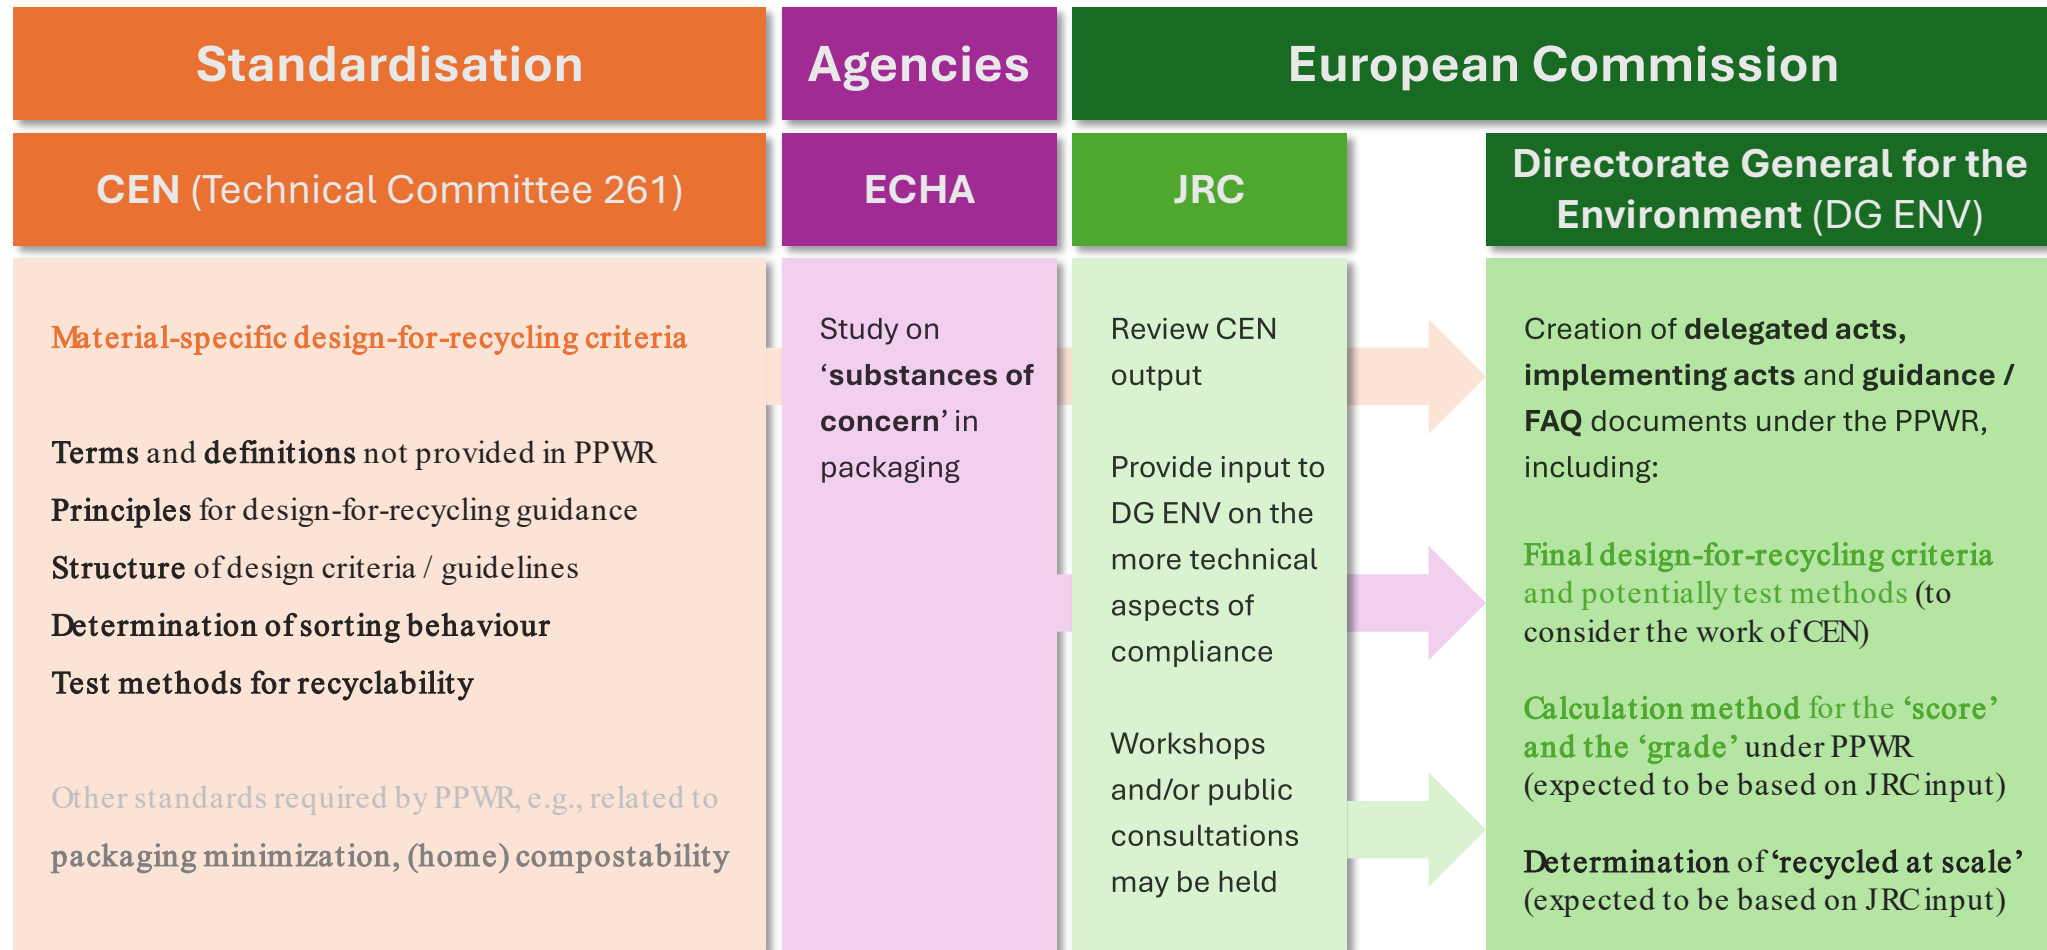 Standardisation
Agencies
European Commission
CEN (Technical Committee 261)
ECHA
JRC
Directorate General for the
Environment (DG ENV)
Material-specific design-for-recycling criteria
Terms and definitions not provided in PPWR
Principles for design-for-recycling guidance
Structure of design criteria / guidelines
Determination of sorting behaviour
Test methods for recyclability
Other standards required by PPWR, e.g., related to
packaging minimization, (home) compostability
Study on
‘substances of
concern’ in
packaging
Review CEN
output
Provide input to
DG ENV on the
more technical
aspects of
compliance
Workshops
and/or public
consultations
may be held
Creation of delegated acts,
implementing acts and guidance /
FAQ documents under the PPWR,
including:
Final design-for-recycling criteria
and potentially test methods (to
consider the work of CEN)
Calculation method for the ‘score’
and the ‘grade’ under PPWR
(expected to be based on JRC input)
Determination of ‘recycled at scale’
(expected to be based on JRC input)